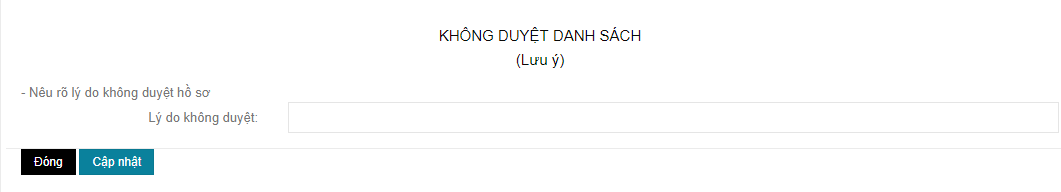 KHÔNG DUYỆT DANH SÁCH
(Lưu ý)
- Nêu rõ lý do không duyệt hồ sơ
Lý do không duyệt:
Đóng Cập nhật